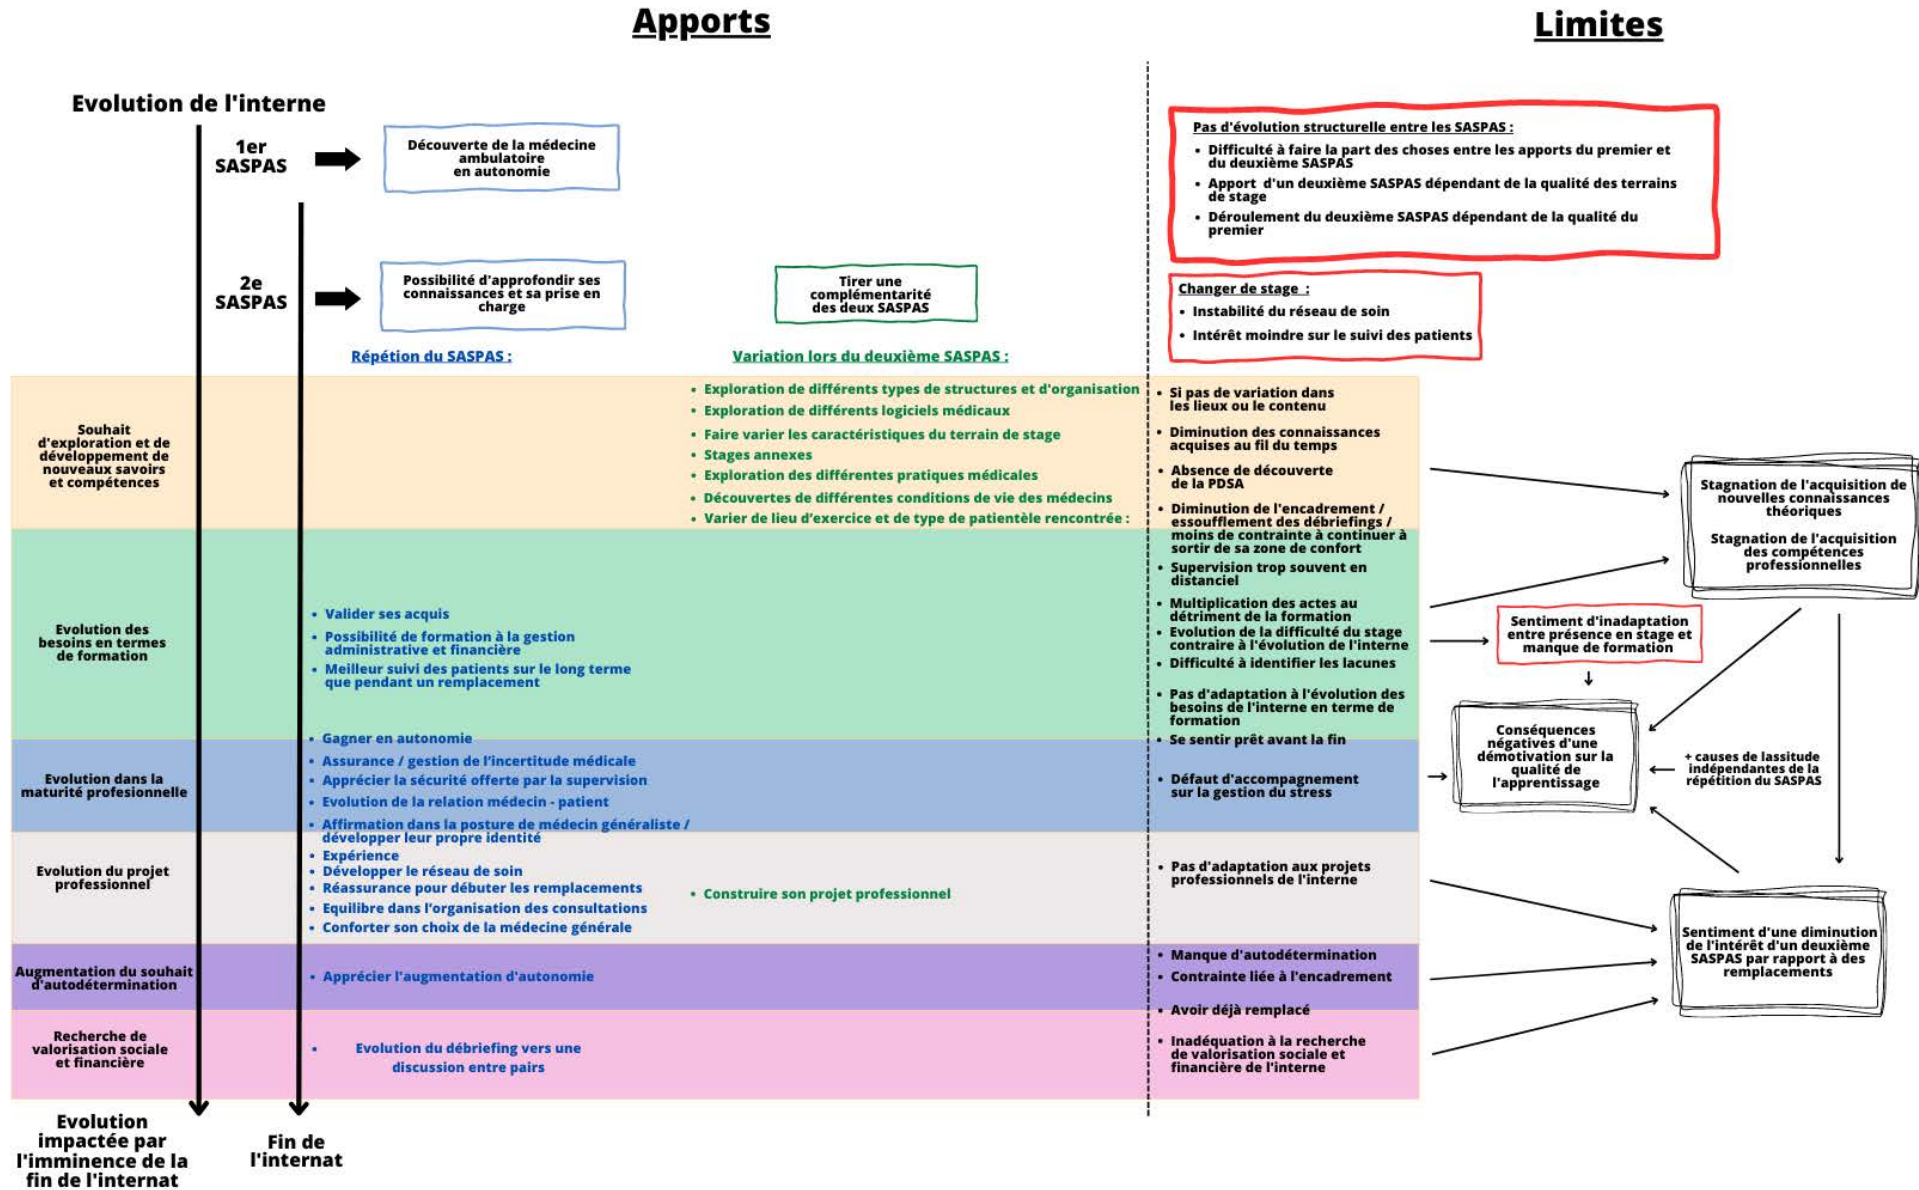 Apports
Limites
Evolution de l'interne
1er
SASPAS
Découverte de la médecine
ambulatoire
en autonomie
Pas d'évolution structurelle entre les SASPAS :
• Difficulté à faire la part des choses entre les apports du premier et
du deuxième SASPAS
• Apport d'un deuxième SASPAS dépendant de la qualité des terrains
de stage
• Déroulement du deuxième SASPAS dépendant de la qualité du
premier
2e
SASPAS
Possibilité d'approfondir ses
connaissances et sa prise en
charge
Tirer une
complémentarité
des deux SASPAS
Changer de stage :
• Instabilité du réseau de soin
• Intérêt moindre sur le suivi des patients
Répétion du SASPAS :
Variation lors du deuxième SASPAS :
Souhait
d'exploration et de
développement de
nouveaux savoirs
et compétences
• Exploration de différents types de structures et d'organisation
• Exploration de différents logiciels médicaux
• Faire varier les caractéristiques du terrain de stage
• Stages annexes
• Exploration des différentes pratiques médicales
• Découvertes de différentes conditions de vie des médecins
• Varier de lieu d'exercice et de type de patientèle rencontrée :
• Si pas de variation dans
les lieux ou le contenu
• Diminution des connaissances
acquises au fil du temps
• Absence de découverte
de la PDSA
• Diminution de l'encadrement /
essoufflement des débriefings /
moins de contrainte à continuer à
sortir de sa zone de confort
Evolution des
besoins en termes
de formation
• Valider ses acquis
• Possibilité de formation à la gestion
administrative et financière
• Meilleur suivi des patients sur le long terme
que pendant un remplacement
• Supervision trop souvent en
distanciel
• Multiplication des actes au
détriment de la formation
• Evolution de la difficulté du stage
contraire à l'évolution de l'interne
• Difficulté à identifier les lacunes
• Pas d'adaptation à l'évolution des
besoins de l'interne en terme de
formation
Evolution dans la
maturité profesionnelle
• Gagner en autonomie
• Assurance / gestion de l'incertitude médicale
• Apprécier la sécurité offerte par la supervision
• Evolution de la relation médecin - patient
• Affirmation dans la posture de médecin généraliste /
développer leur propre identité
• Se sentir prêt avant la fin
• Défaut d'accompagnement
sur la gestion du stress
Evolution du projet
professionnel
• Expérience
• Développer le réseau de soin
• Réassurance pour débuter les remplacements
• Equilibre dans l'organisation des consultations
• Conforter son choix de la médecine générale
• Construire son projet professionnel
• Pas d'adaptation aux projets
professionnels de l'interne
Augmentation du souhait
d'autodétermination
• Apprécier l'augmentation d'autonomie
• Manque d'autodétermination
• Contrainte liée à l'encadrement
• Avoir déjà remplacé
Recherche de
valorisation sociale
et financière
• Evolution du débriefing vers une
discussion entre pairs
• Inadéquation à la recherche
de valorisation sociale et
financière de l'interne
Stagnation de l'acquisition de
nouvelles connaissances
théoriques
Stagnation de l'acquisition
des compétences
professionnelles
Sentiment d'inadaptation
entre présence en stage et
manque de formation
Conséquences
négatives d'une
démotivation sur la
qualité de
l'apprentissage
+ causes de lassitude
indépendantes de la
répétition du SASPAS
Sentiment d'une diminution
de l'intérêt d'un deuxième
SASPAS par rapport à des
remplacements
Evolution
impactée par
l'imminence de la
fin de l'internat
Fin de
l'internat